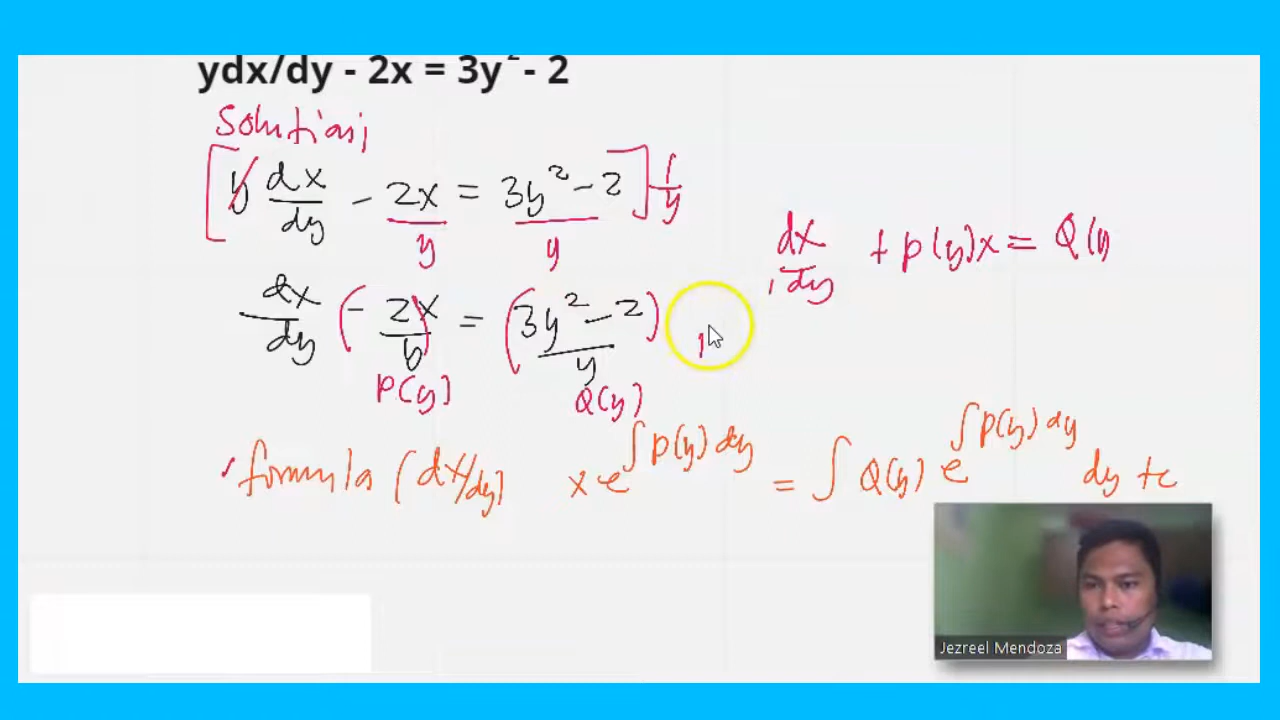 ydx/dy - 2x = 3y² - 2
Solution;
[y dx/dy - 2x/y = 3y² - 2/y] 1/y
dx/dy + P(y)x = Q(y
dx/dy (- 2x/y) = (3y² - 2)/y
P(y) Q(y)
formula (dx/dy) x e^∫P(y) dy = ∫ Q(y) e^∫P(y) dy dy + c
Jezreel Mendoza